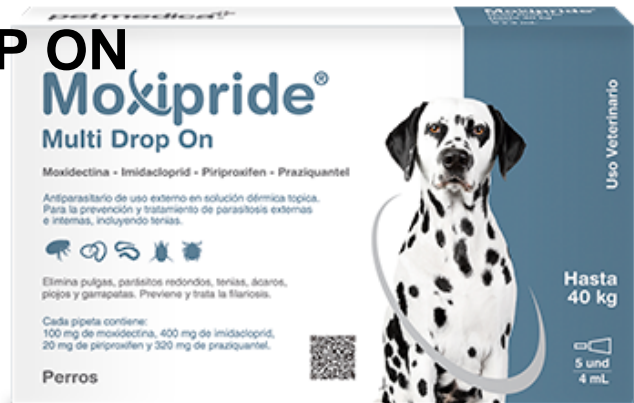 petmedica
P ON
Moxipride®
Multi Drop On
Moxidectina - Imidacloprid - Piriproxifen - Praziquantel
Antiparasitario de uso externo en solución dérmica topica.
Para la prevención y tratamiento de parasitosis externas
e internas, incluyendo tenias.
Elimina pulgas, parásitos redondos, tenias, ácaros,
piojos y garrapatas. Previene y trata la filariosis.
Cada pipeta contiene:
100 mg de moxidectina, 400 mg de imidacloprid,
20 mg de piriproxifen y 320 mg de praziquantel.
Perros
Moxipride®
Uso Veterinario
Hasta
40 kg
5 und
4 mL